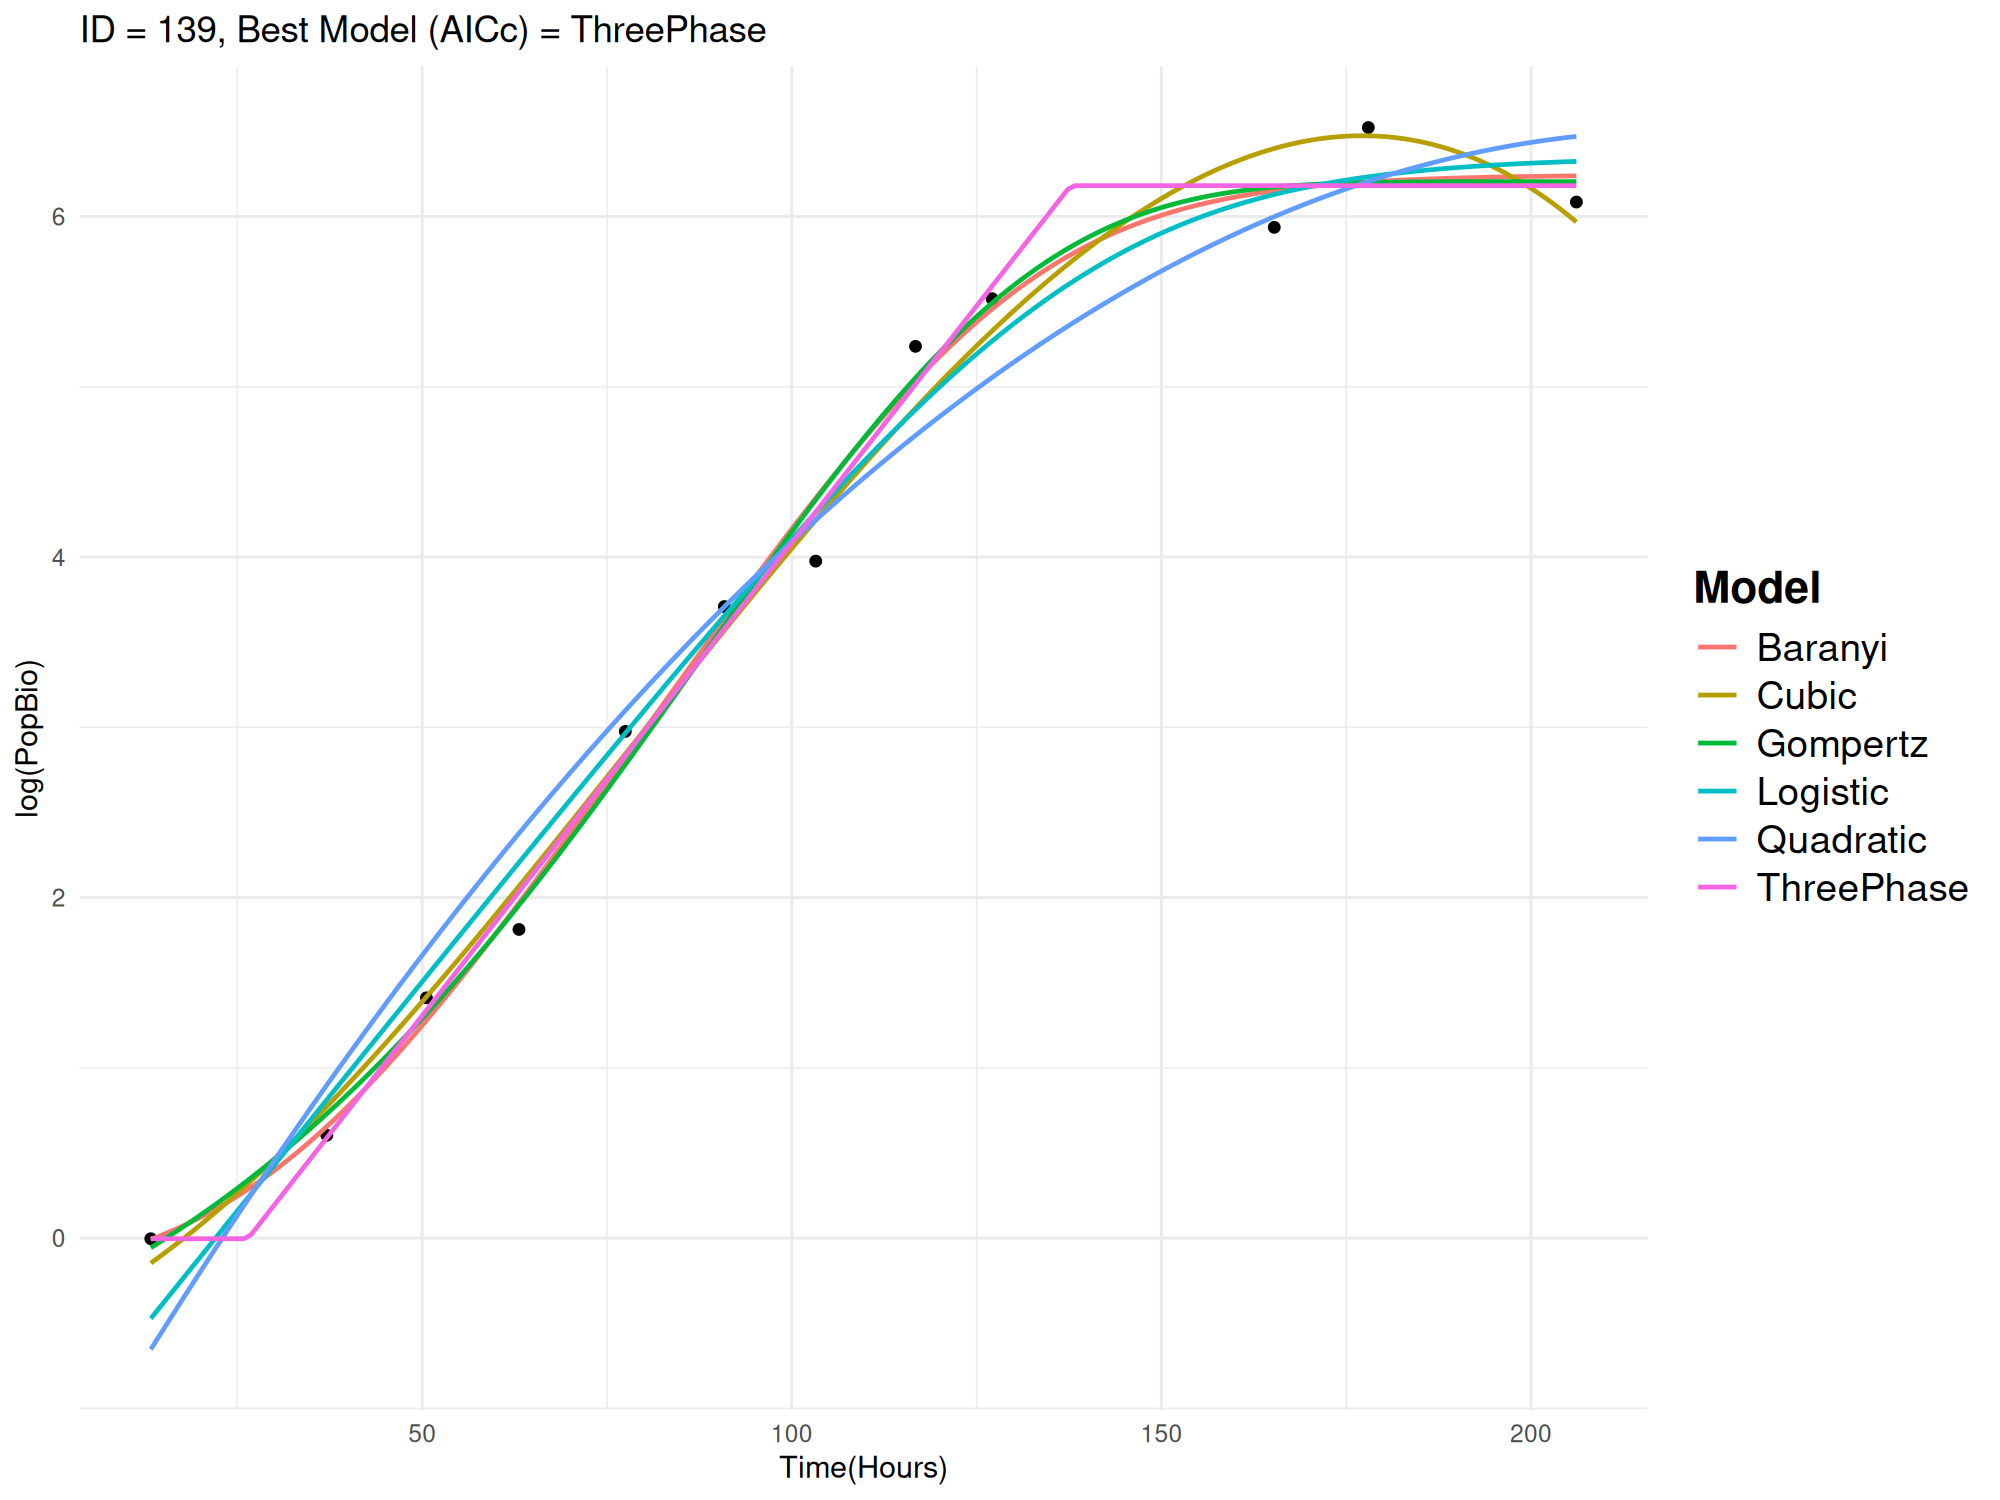 ID = 139, Best Model (AICc) = ThreePhase
6
4
2
0
log(PopBio)
50
100
150
200
Time(Hours)
Model
Baranyi
Cubic
Gompertz
Logistic
Quadratic
ThreePhase